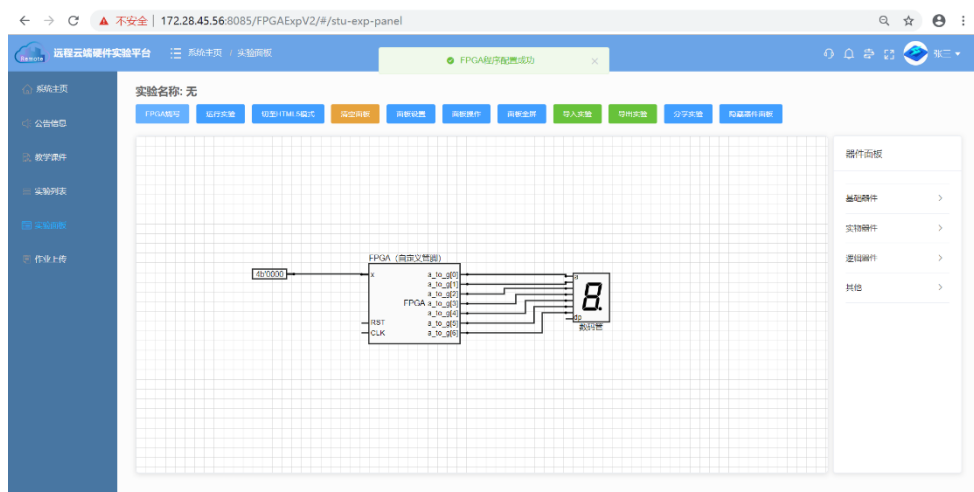 不安全 | 172.28.45.56:8085/FPGAExpV2/#/stu-exp-panel
Remote 远程云端硬件实验平台 系统主页 / 实验面板 FPGA程序配置成功 × 张三
系统主页
公告信息
教学课件
实验列表
实验面板
作业上传
实验名称: 无
FPGA烧写 运行实验 切至HTML5模式 清空面板 面板设置 面板操作 面板全屏 导入实验 导出实验 分享实验 隐藏器件面板
器件面板
基础器件
实物器件
逻辑器件
其他
FPGA (自定义管脚)
4b'0000
x
a_to_g[0]
a_to_g[1]
a_to_g[2]
FPGA a_to_g[3]
a_to_g[4]
RST a_to_g[5]
CLK a_to_g[6]
a
8.
dp
数码管